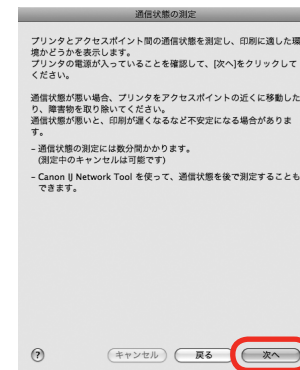 通信状態の測定
プリンタとアクセスポイント間の通信状態を測定し、印刷に適した環
境かどうかを表示します。
プリンタの電源が入っていることを確認して、[次へ]をクリックして
ください。
通信状態が悪い場合、プリンタをアクセスポイントの近くに移動した
り、障害物を取り除いてください。
通信状態が悪いと、印刷が遅くなるなど不安定になる場合がありま
す。
– 通信状態の測定には数分間かかります。
(測定中のキャンセルは可能です)
– Canon IJ Network Tool を使って、通信状態を後で測定することも
できます。
?
キャンセル 戻る 次へ